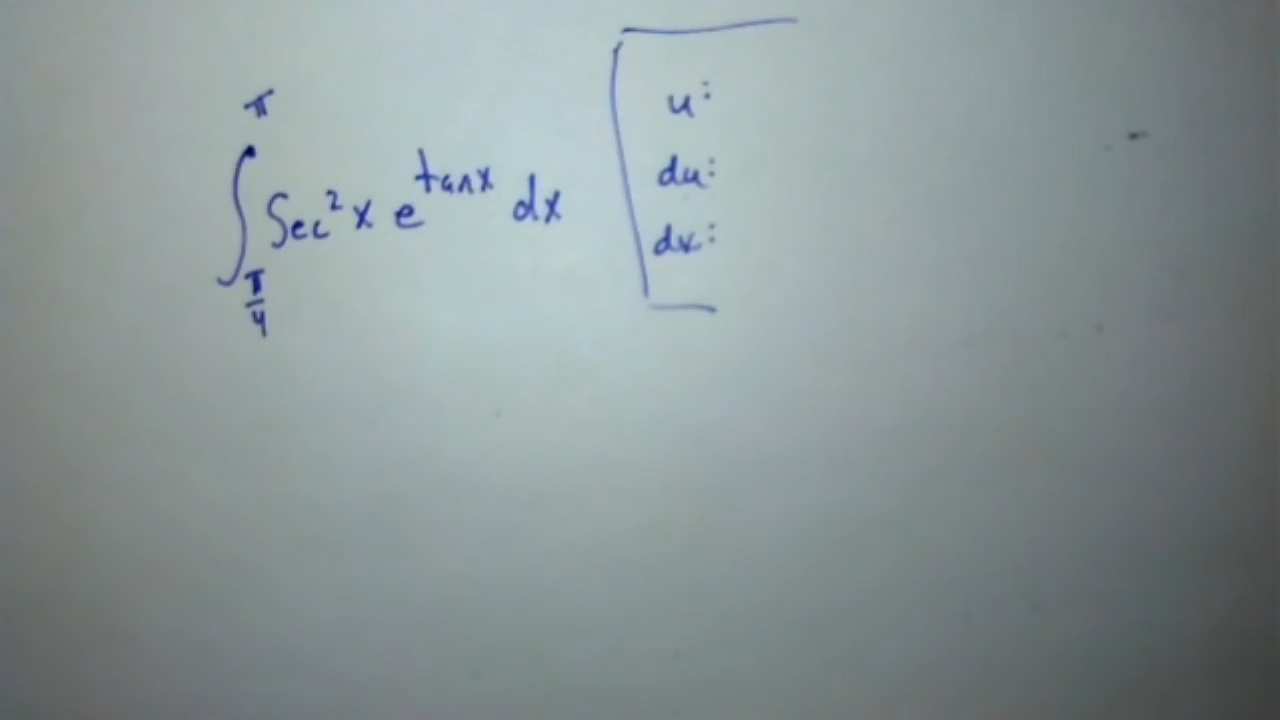 π
∫ Sec²x e^tanx dx
π/4
u:
du:
dx: